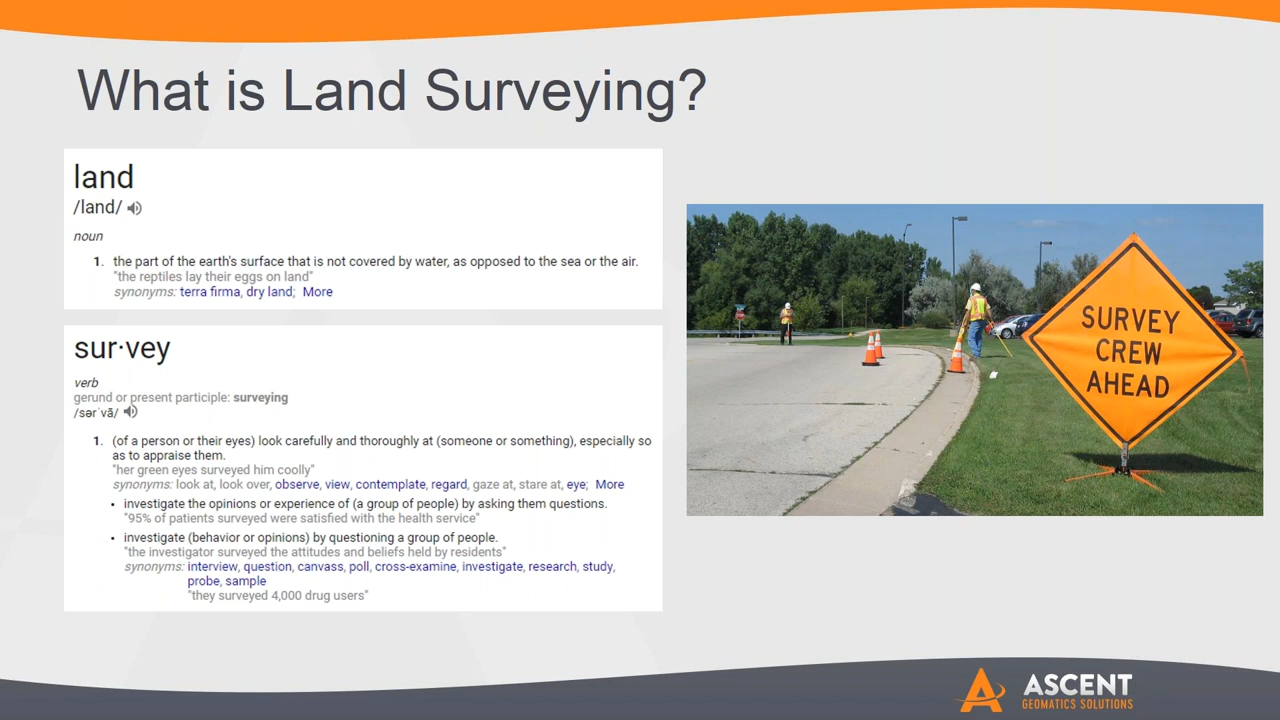 What is Land Surveying?
land
/land/
noun
1. the part of the earth's surface that is not covered by water, as opposed to the sea or the air.
"the reptiles lay their eggs on land"
synonyms: terra firma, dry land; More
sur·vey
verb
gerund or present participle: surveying
/sərˈvā/
1. (of a person or their eyes) look carefully and thoroughly at (someone or something), especially so
as to appraise them.
"her green eyes surveyed him coolly"
synonyms: look at, look over, observe, view, contemplate, regard, gaze at, stare at, eye; More
• investigate the opinions or experience of (a group of people) by asking them questions.
"95% of patients surveyed were satisfied with the health service"
• investigate (behavior or opinions) by questioning a group of people.
"the investigator surveyed the attitudes and beliefs held by residents"
synonyms: interview, question, canvass, poll, cross-examine, investigate, research, study,
probe, sample
"they surveyed 4,000 drug users"
SURVEY
CREW
AHEAD
ASCENT
GEOMATICS SOLUTIONS